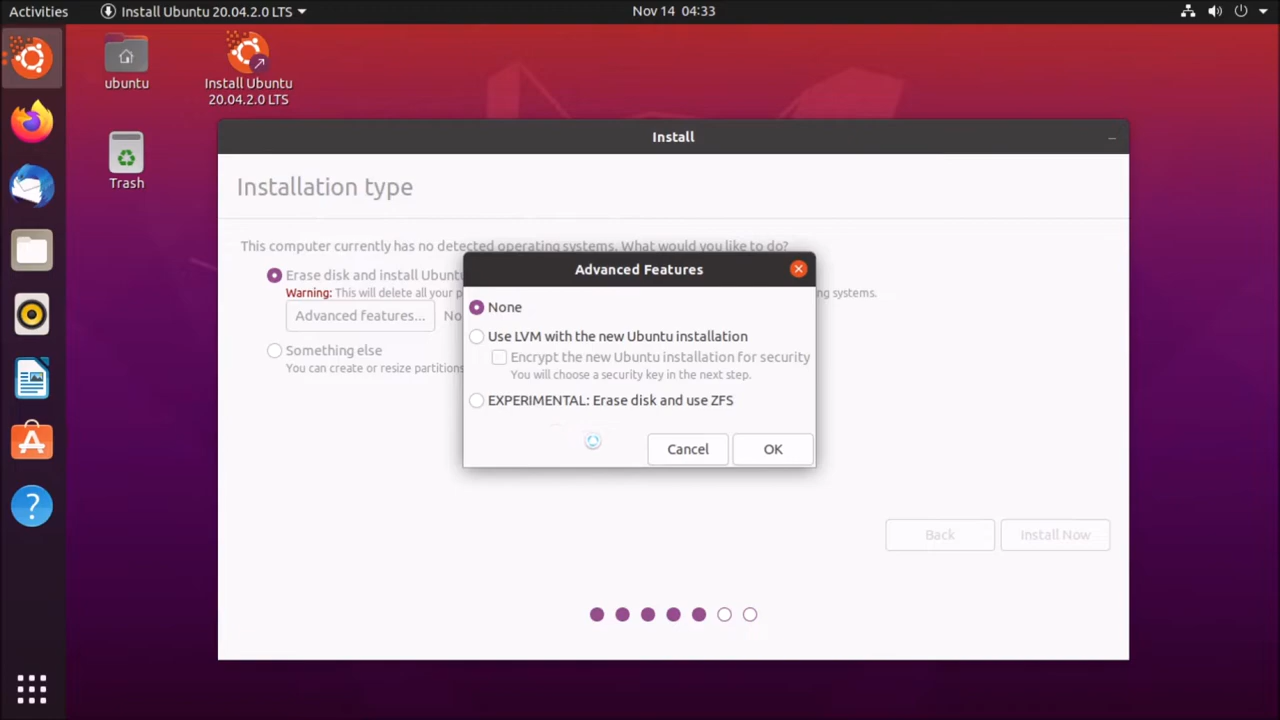 Activities
Install Ubuntu 20.04.2.0 LTS
Nov 14 04:33
ubuntu
Install Ubuntu
20.04.2.0 LTS
Trash
Install
Installation type
This computer currently has no detected operating systems. What would you like to do?
Erase disk and install Ubuntu
Warning: This will delete all your
ng systems.
Advanced features...
No
Something else
You can create or resize partitions
Advanced Features
None
Use LVM with the new Ubuntu installation
Encrypt the new Ubuntu installation for security
You will choose a security key in the next step.
EXPERIMENTAL: Erase disk and use ZFS
Cancel
OK
Back
Install Now